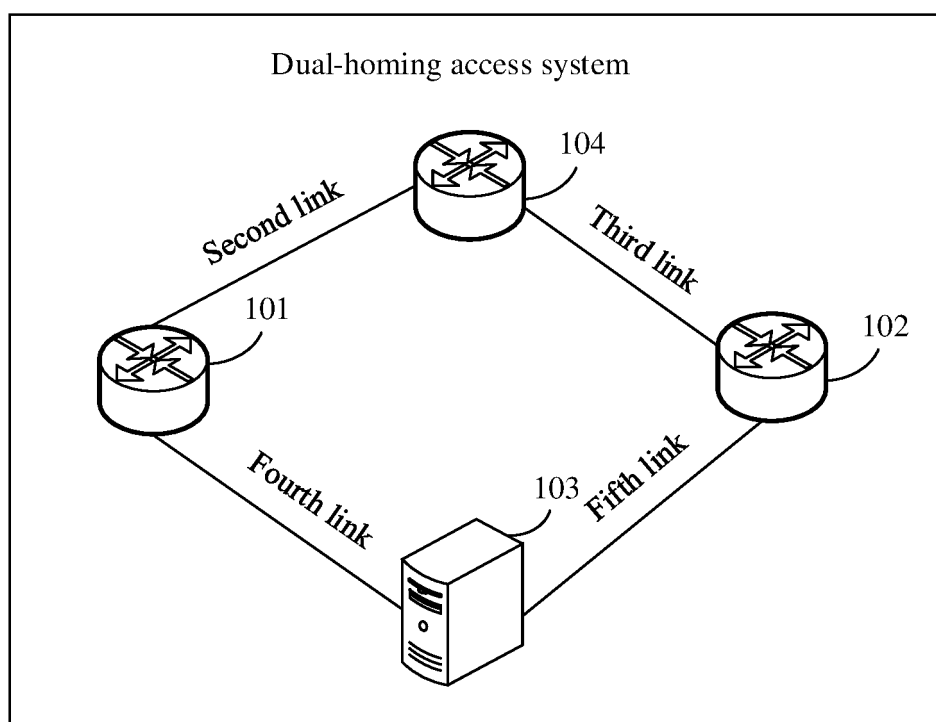 Dual-homing access system
104
Second link
Third link
101
102
Fourth link
103
Fifth link